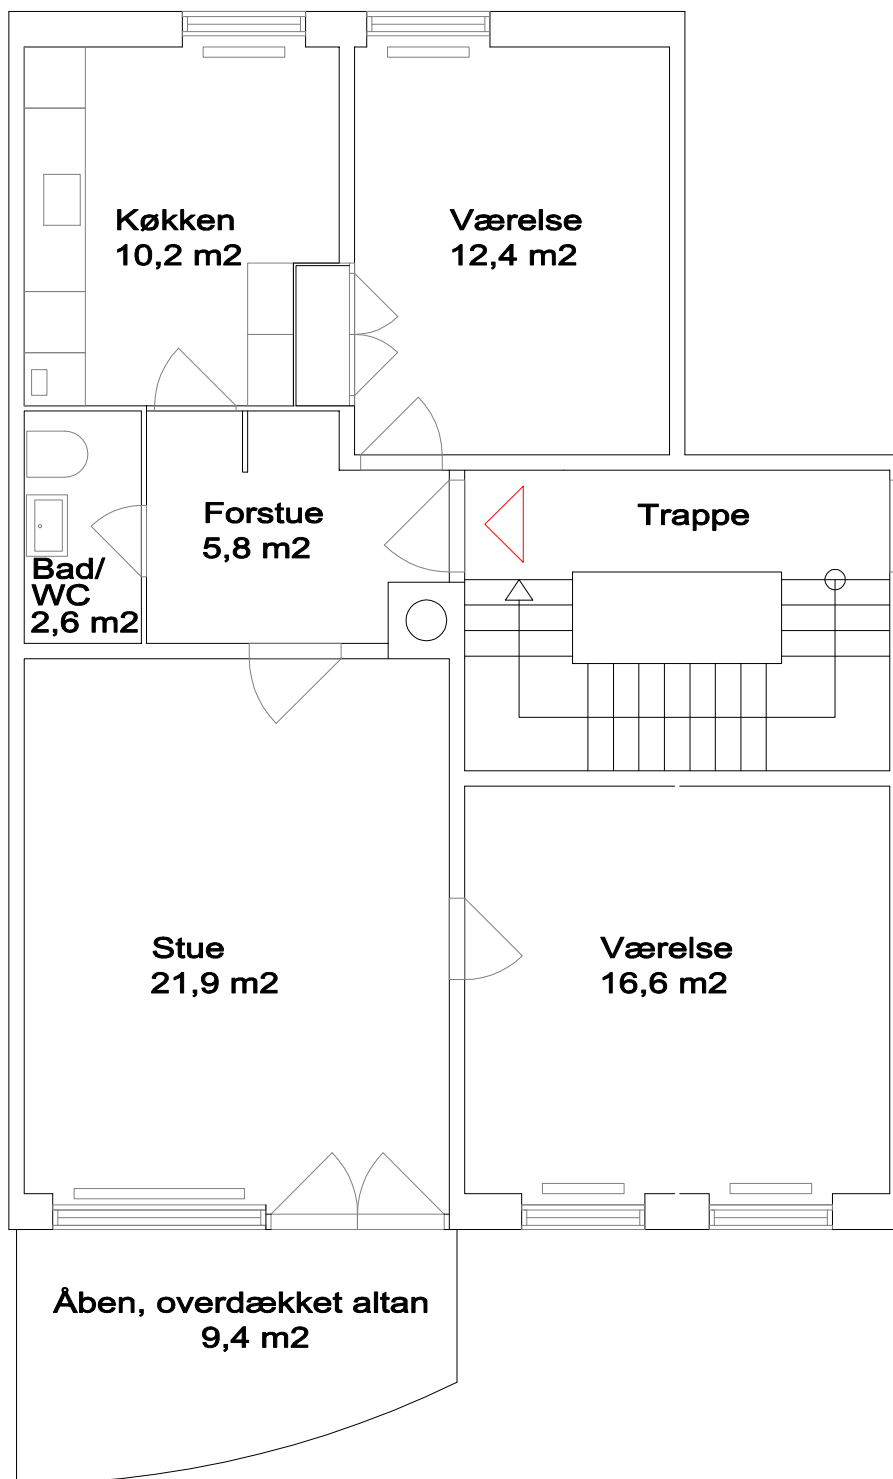 Køkken
10,2 m2
Værelse
12,4 m2
Forstue
5,8 m2
Trappe
Bad/
WC
2,6 m2
Stue
21,9 m2
Værelse
16,6 m2
Åben, overdækket altan
9,4 m2